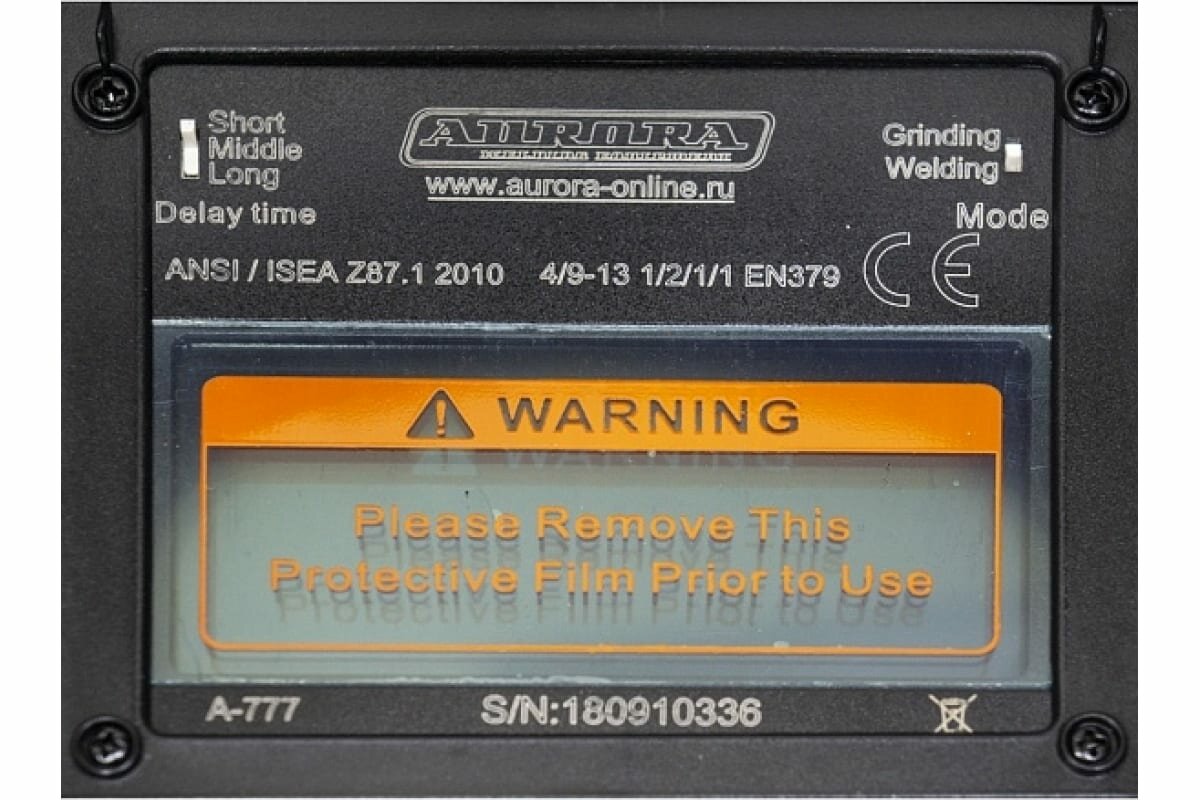 Short
Middle
Long
Delay time
AURORA
www.aurora-online.ru
Grinding
Welding
Mode
ANSI / ISEA Z87.1 2010 4/9-13 1/2/1/1 EN379 CE
WARNING
Please Remove This
Protective Film Prior to Use
A-777 S/N:180910336